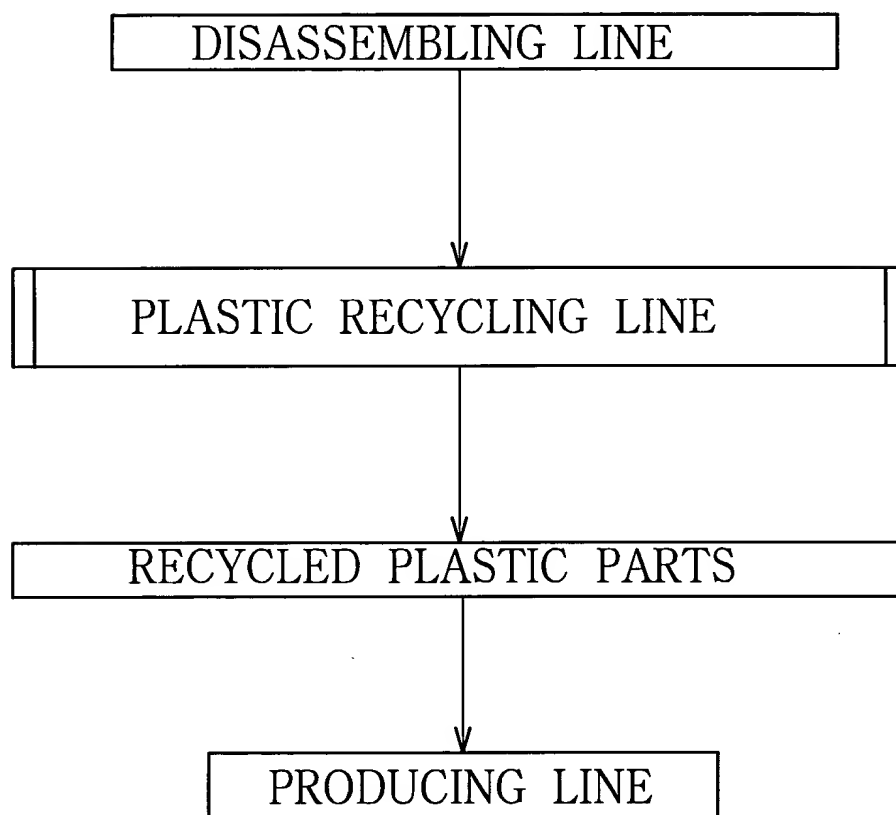 DISASSEMBLING LINE
PLASTIC RECYCLING LINE
RECYCLED PLASTIC PARTS
PRODUCING LINE